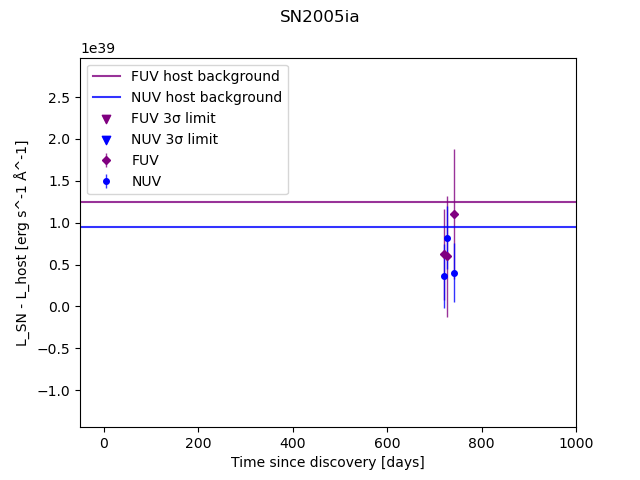 SN2005ia
1e39
FUV host background
NUV host background
FUV 3σ limit
NUV 3σ limit
FUV
NUV
2.5
2.0
1.5
1.0
0.5
0.0
−0.5
−1.0
L_SN - L_host [erg s^-1 Å^-1]
0 200 400 600 800 1000
Time since discovery [days]